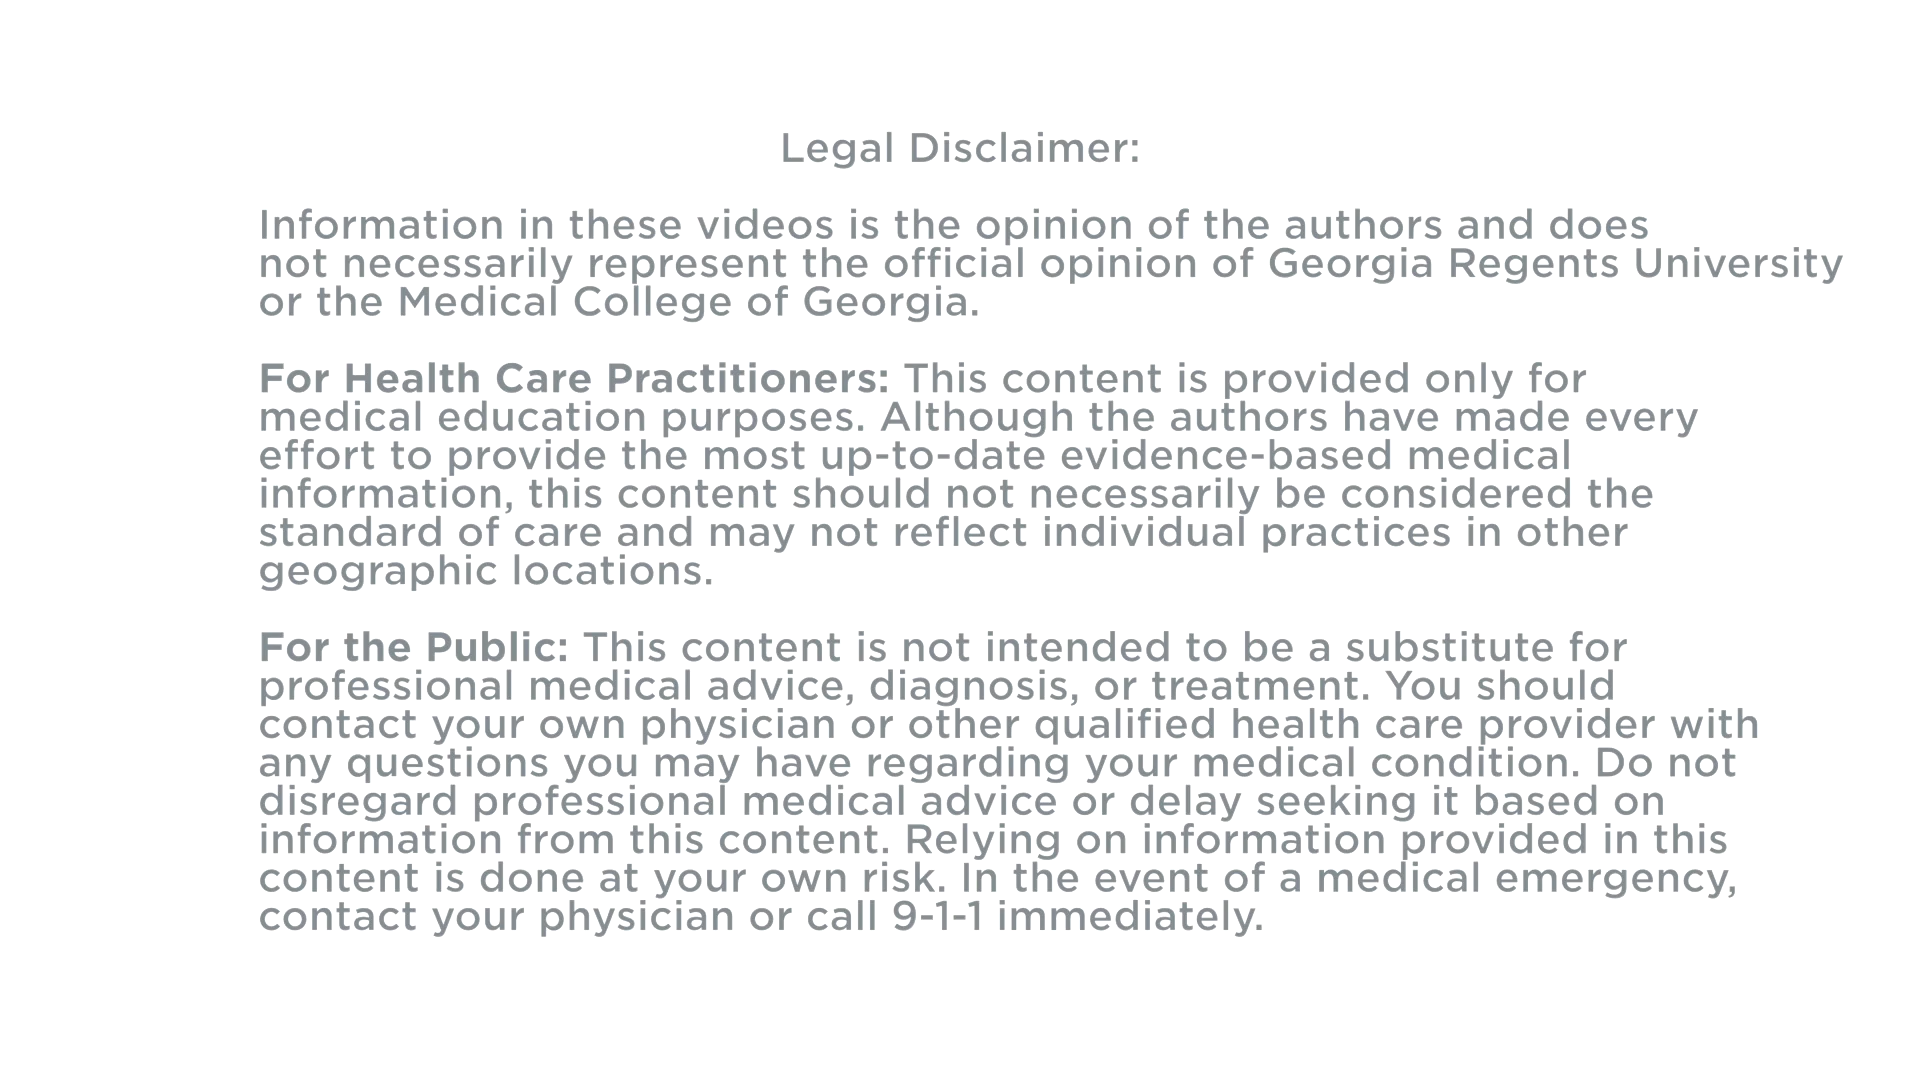 Legal Disclaimer:
Information in these videos is the opinion of the authors and does
not necessarily represent the official opinion of Georgia Regents University
or the Medical College of Georgia.
For Health Care Practitioners: This content is provided only for
medical education purposes. Although the authors have made every
effort to provide the most up-to-date evidence-based medical
information, this content should not necessarily be considered the
standard of care and may not reflect individual practices in other
geographic locations.
For the Public: This content is not intended to be a substitute for
professional medical advice, diagnosis, or treatment. You should
contact your own physician or other qualified health care provider with
any questions you may have regarding your medical condition. Do not
disregard professional medical advice or delay seeking it based on
information from this content. Relying on information provided in this
content is done at your own risk. In the event of a medical emergency,
contact your physician or call 9-1-1 immediately.